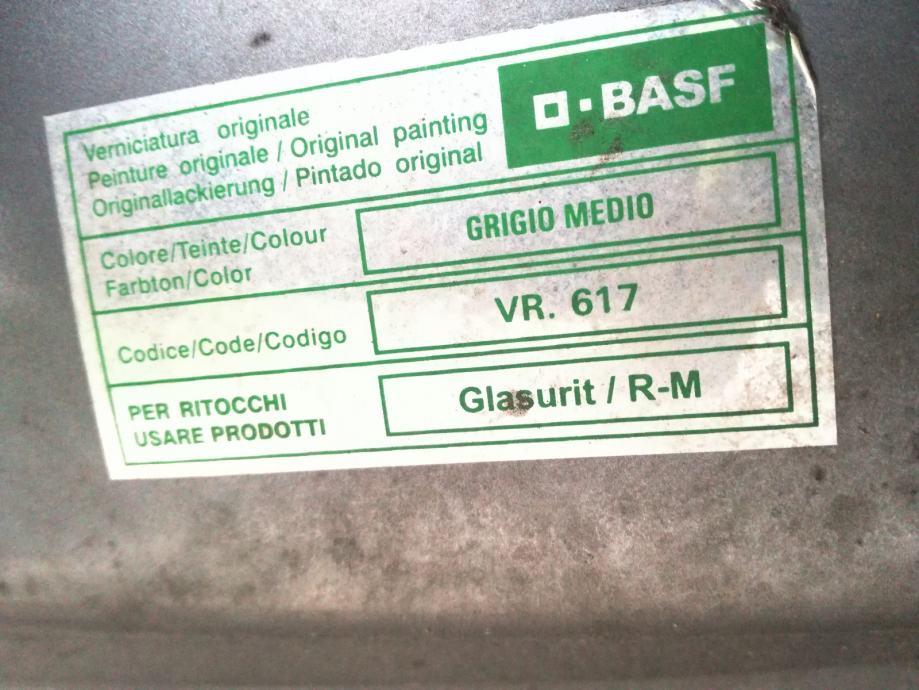 Verniciatura originale
Peinture originale / Original painting
Originallackierung / Pintado original
BASF
Colore/Teinte/Colour
Farbton/Color
GRIGIO MEDIO
Codice/Code/Codigo
VR. 617
PER RITOCCHI
USARE PRODOTTI
Glasurit / R-M